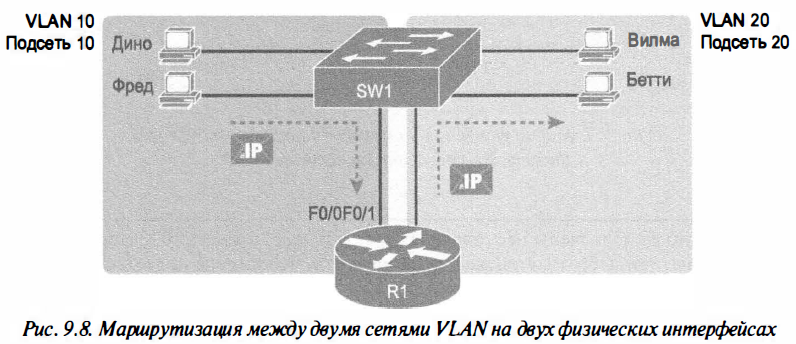 VLAN 10
Подсеть 10
Дино
Фред
SW1
VLAN 20
Подсеть 20
Вилма
Бетти
.IP
.IP
F0/0F0/1
R1
Рис. 9.8. Маршрутизация между двумя сетями VLAN на двух физических интерфейсах